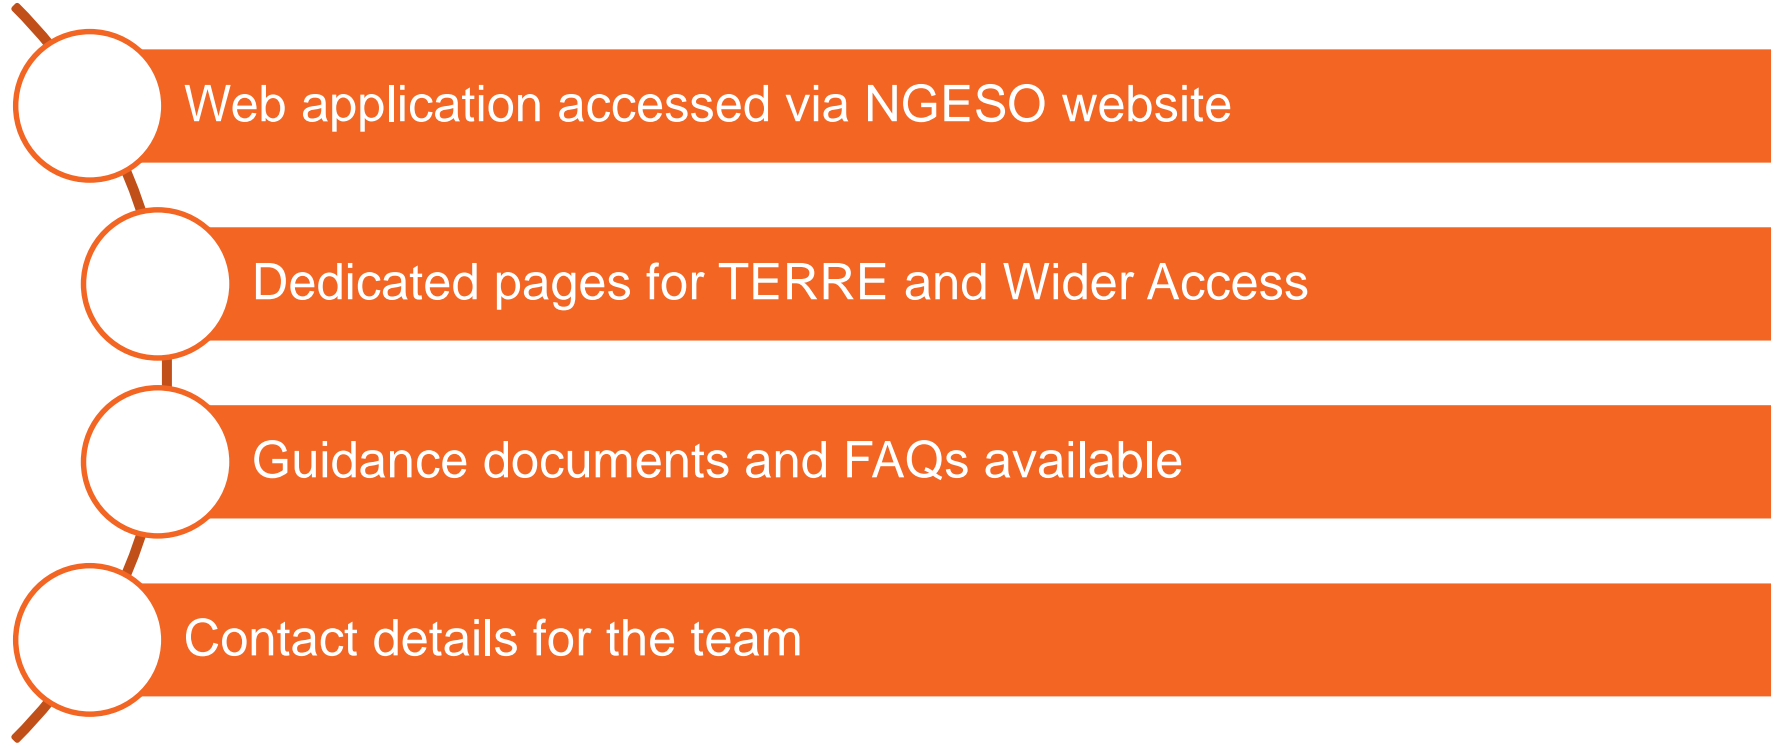 Web application accessed via NGESO website
Dedicated pages for TERRE and Wider Access
Guidance documents and FAQs available
Contact details for the team